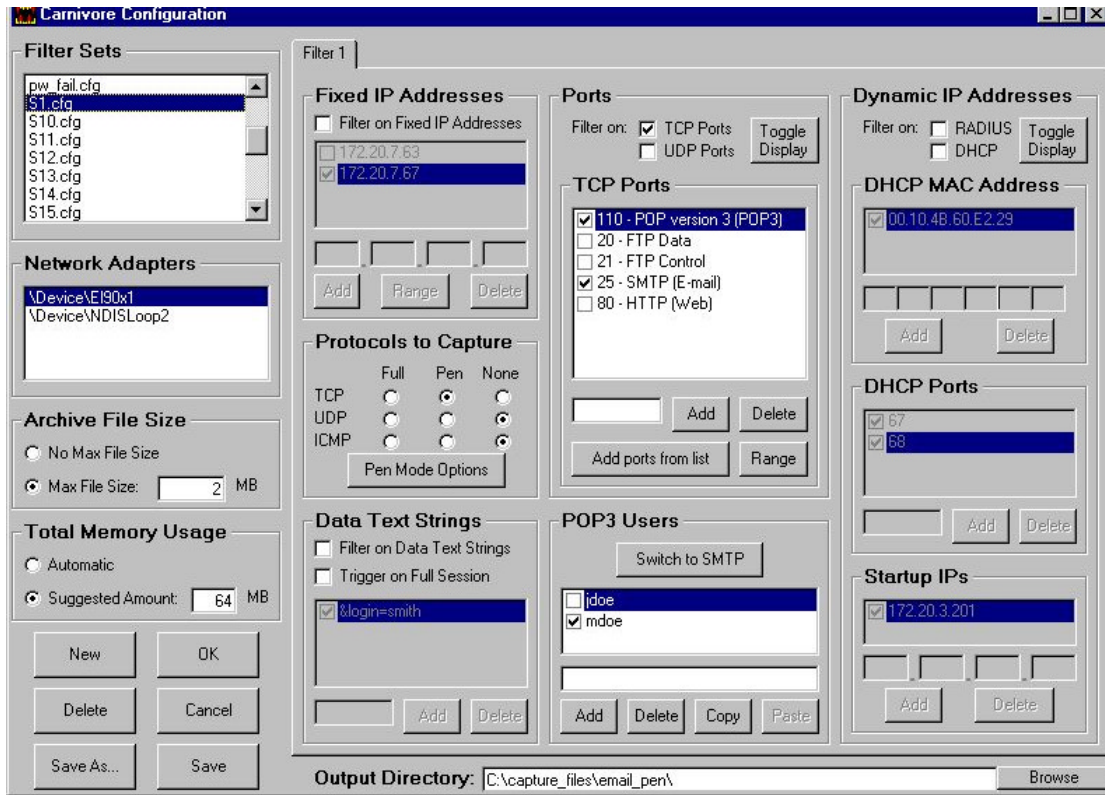 Carnivore Configuration
Filter Sets
pw_fail.cfg
S1.cfg
S10.cfg
S11.cfg
S12.cfg
S13.cfg
S14.cfg
S15.cfg
Network Adapters
\Device\El90x1
\Device\NDISLoop2
Archive File Size
No Max File Size
Max File Size: 2 MB
Total Memory Usage
Automatic
Suggested Amount: 64 MB
New OK
Delete Cancel
Save As... Save
Filter 1
Fixed IP Addresses
Filter on Fixed IP Addresses
172.20.7.63
172.20.7.67
Add Range Delete
Protocols to Capture
Full Pen None
TCP
UDP
ICMP
Pen Mode Options
Data Text Strings
Filter on Data Text Strings
Trigger on Full Session
&login=smith
Add Delete
Ports
Filter on: TCP Ports
UDP Ports
Toggle Display
TCP Ports
110 - POP version 3 (POP3)
20 - FTP Data
21 - FTP Control
25 - SMTP (E-mail)
80 - HTTP (Web)
Add Delete
Add ports from list Range
POP3 Users
Switch to SMTP
jdoe
mdoe
Add Delete Copy Paste
Dynamic IP Addresses
Filter on: RADIUS
DHCP
Toggle Display
DHCP MAC Address
00.10.4B.60.E2.29
Add Delete
DHCP Ports
67
68
Add Delete
Startup IPs
172.20.3.201
Add Delete
Output Directory: C:\capture_files\email_pen\ Browse